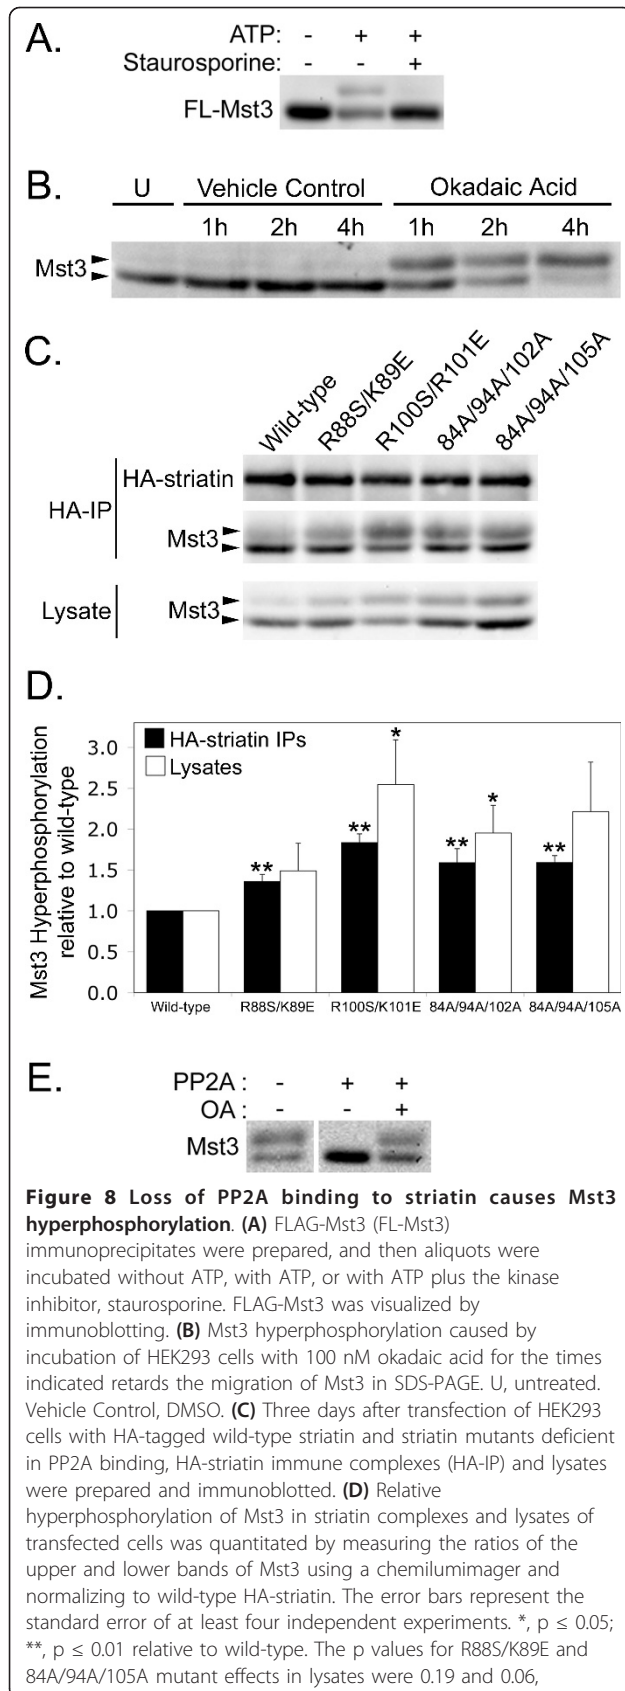 A.
ATP: - + +
Staurosporine: - - +
FL-Mst3
B.
U Vehicle Control Okadaic Acid
1h 2h 4h 1h 2h 4h
Mst3
C.
Wild-type R88S/K89E R100S/R101E 84A/94A/102A 84A/94A/105A
HA-IP
HA-striatin
Mst3
Lysate
Mst3
D.
Mst3 Hyperphosphorylation
relative to wild-type
3.0
2.5
2.0
1.5
1.0
0.5
0.0
HA-striatin IPs
Lysates
** ** * ** * **
Wild-type R88S/K89E R100S/K101E 84A/94A/102A 84A/94A/105A
E.
PP2A : - + +
OA : - - +
Mst3
Figure 8 Loss of PP2A binding to striatin causes Mst3
hyperphosphorylation. (A) FLAG-Mst3 (FL-Mst3)
immunoprecipitates were prepared, and then aliquots were
incubated without ATP, with ATP, or with ATP plus the kinase
inhibitor, staurosporine. FLAG-Mst3 was visualized by
immunoblotting. (B) Mst3 hyperphosphorylation caused by
incubation of HEK293 cells with 100 nM okadaic acid for the times
indicated retards the migration of Mst3 in SDS-PAGE. U, untreated.
Vehicle Control, DMSO. (C) Three days after transfection of HEK293
cells with HA-tagged wild-type striatin and striatin mutants deficient
in PP2A binding, HA-striatin immune complexes (HA-IP) and lysates
were prepared and immunoblotted. (D) Relative
hyperphosphorylation of Mst3 in striatin complexes and lysates of
transfected cells was quantitated by measuring the ratios of the
upper and lower bands of Mst3 using a chemilumimager and
normalizing to wild-type HA-striatin. The error bars represent the
standard error of at least four independent experiments. *, p ≤ 0.05;
**, p ≤ 0.01 relative to wild-type. The p values for R88S/K89E and
84A/94A/105A mutant effects in lysates were 0.19 and 0.06,